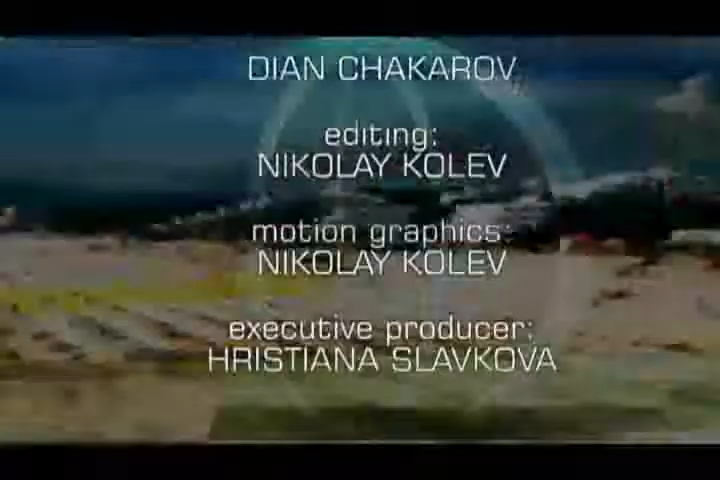 DIAN CHAKAROV
editing:
NIKOLAY KOLEV
motion graphics:
NIKOLAY KOLEV
executive producer:
HRISTIANA SLAVKOVA